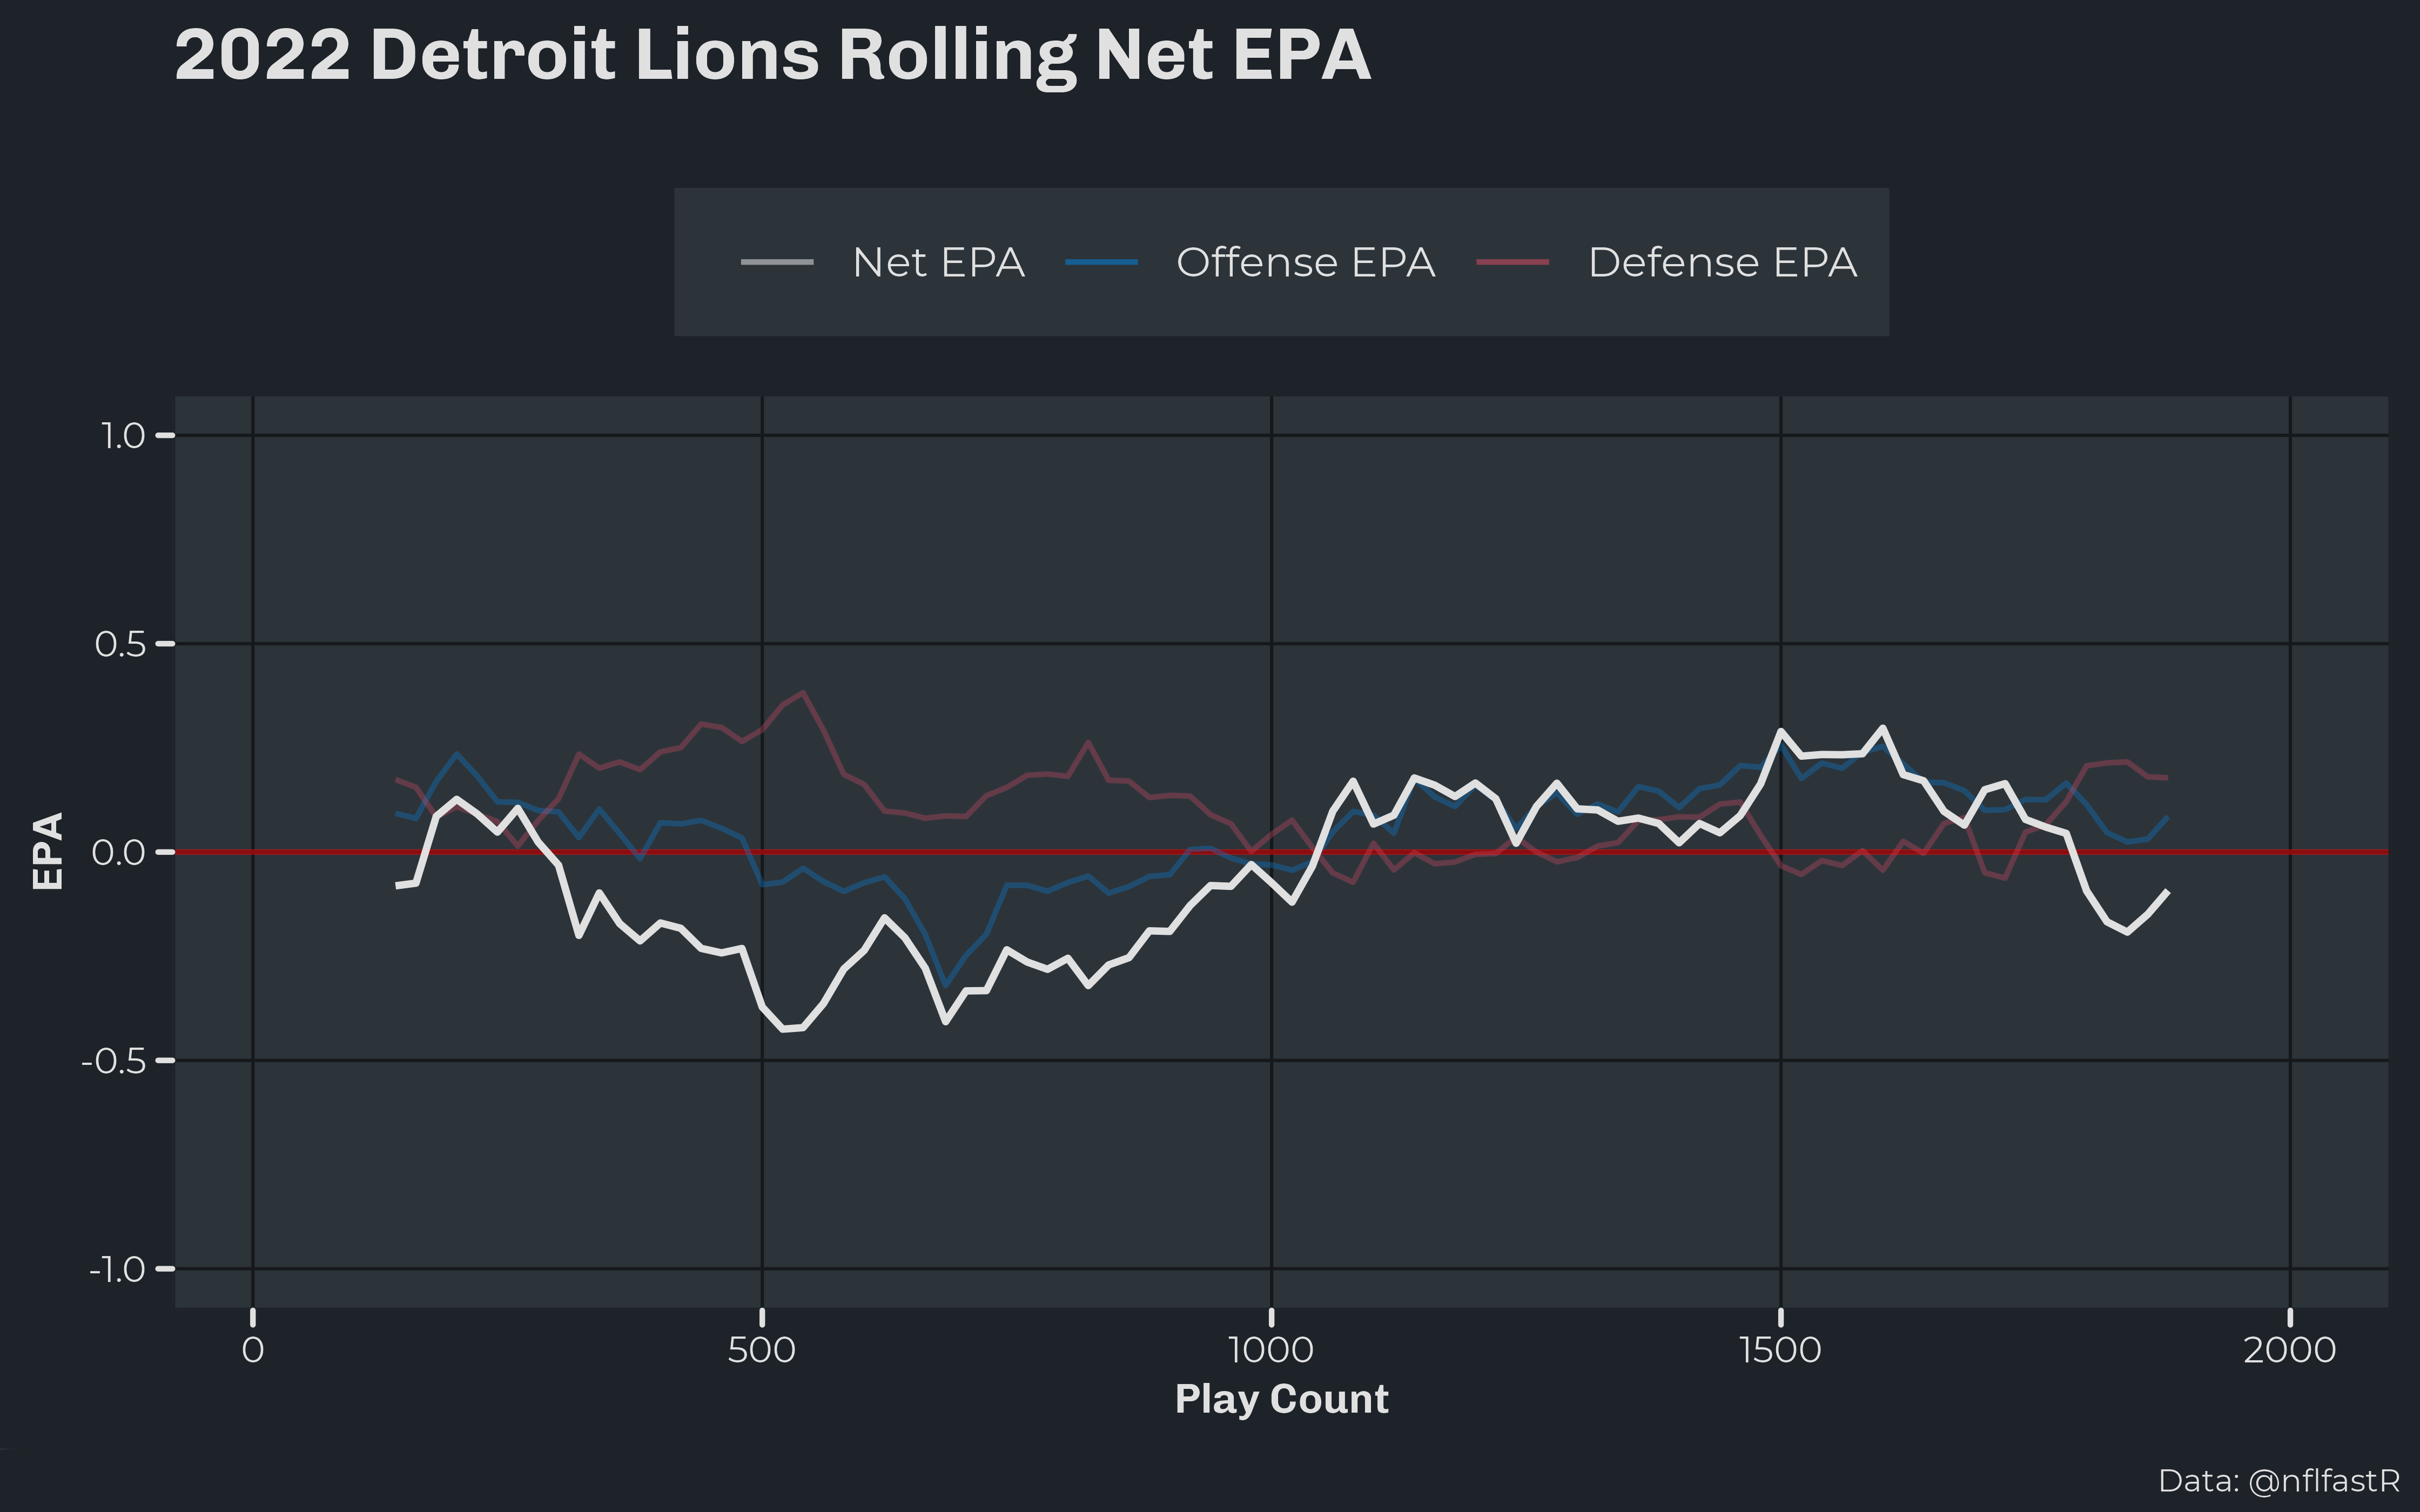 2022 Detroit Lions Rolling Net EPA
Net EPA Offense EPA Defense EPA
1.0
0.5
0.0
-0.5
-1.0
EPA
0 500 1000 1500 2000
Play Count
Data: @nflfastR